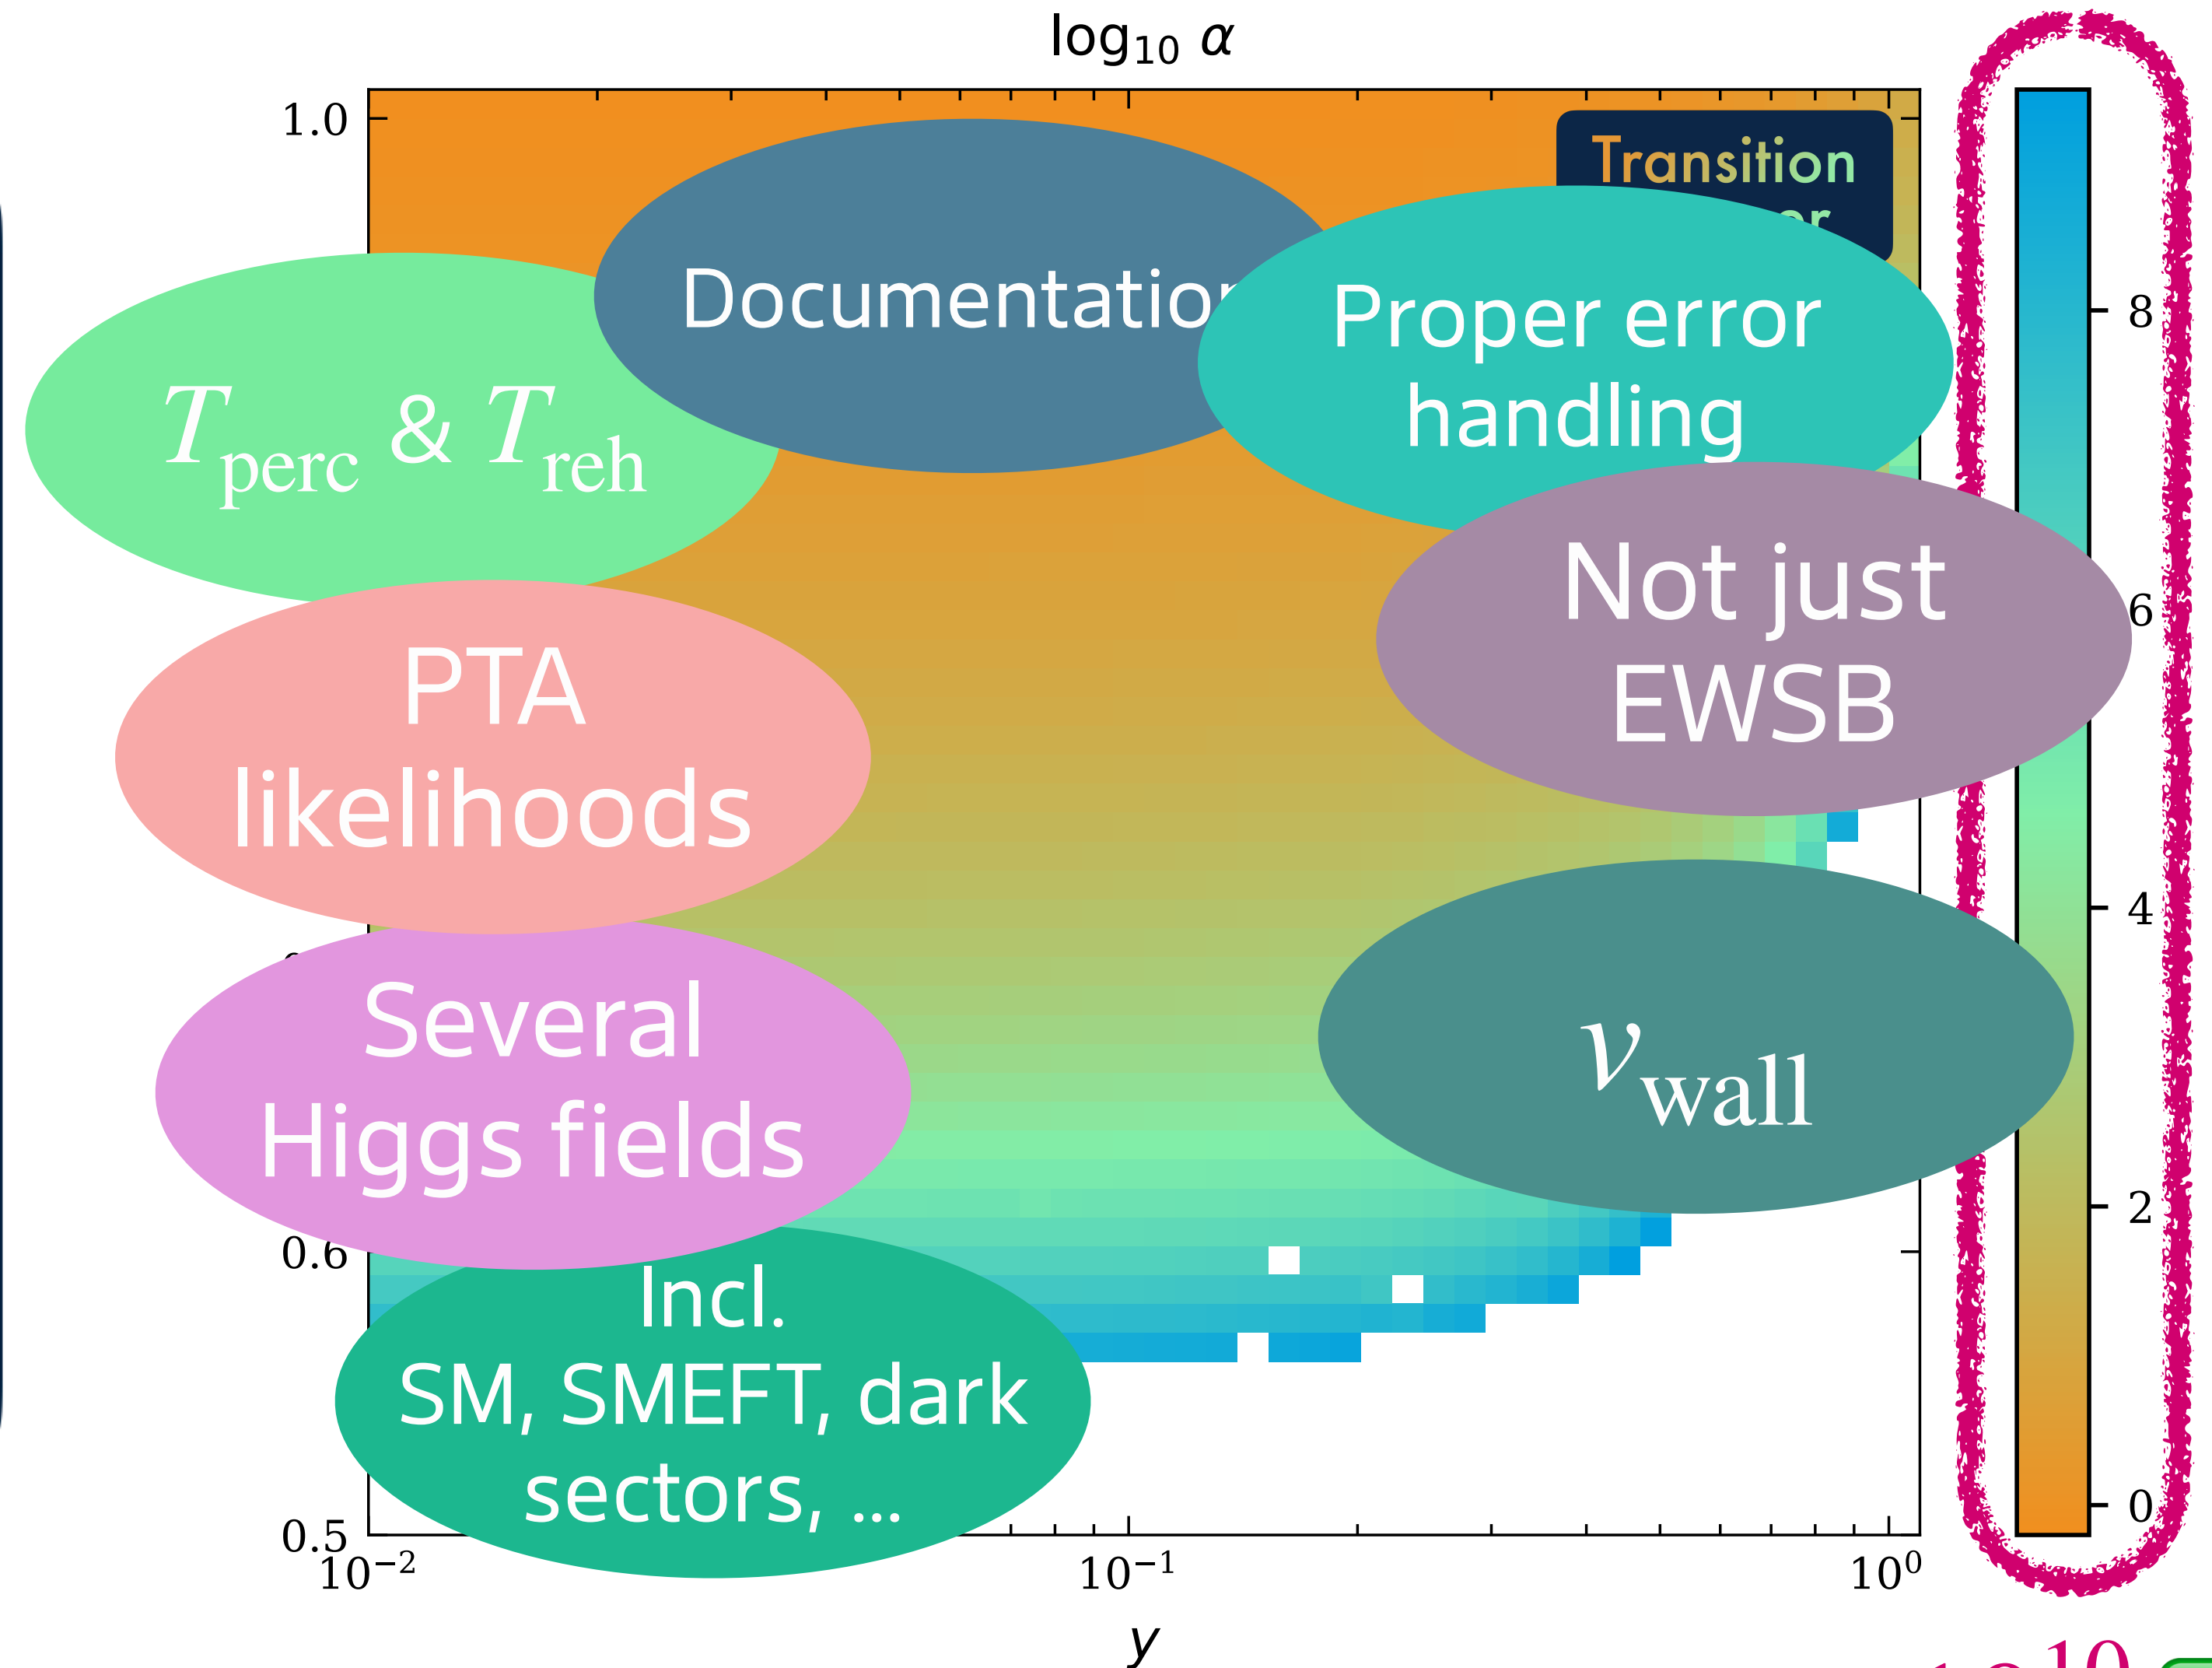 log₁₀ α
1.0
Transition
8
Proper error
handling
T_perc & T_reh
Not just
EWSB
6
PTA
likelihoods
4
Several
Higgs fields
v_wall
2
0.6
Incl.
SM, SMEFT, dark
sectors, ...
0
0.5
10⁻²
10⁻¹
10⁰
y